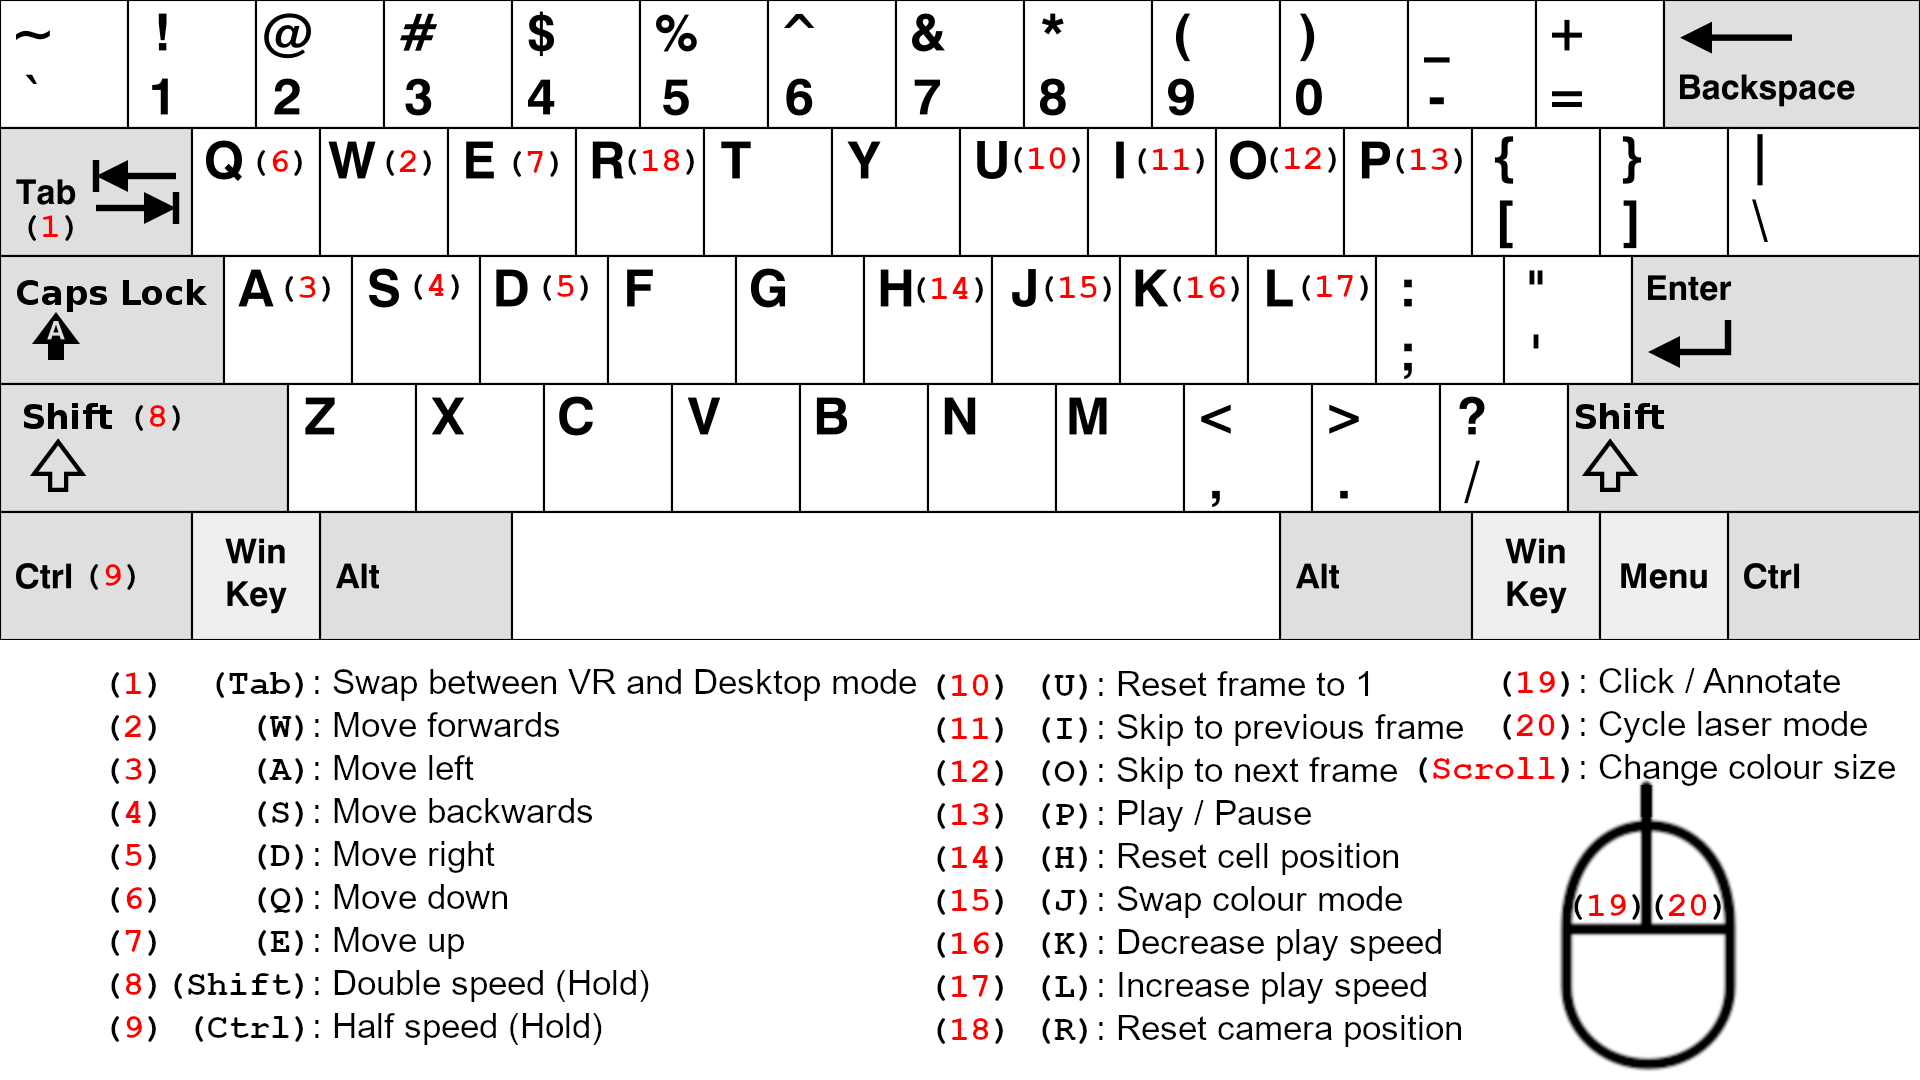 ~ ! @ # $ % ^ & * ( ) _ +
` 1 2 3 4 5 6 7 8 9 0 - = Backspace
Tab (1) Q (6) W (2) E (7) R (18) T Y U (10) I (11) O (12) P (13) { [ } ] | \
Caps Lock A A (3) S (4) D (5) F G H (14) J (15) K (16) L (17) : ; " ' Enter
Shift (8) Z X C V B N M < , > . ? / Shift
Ctrl (9) Win Key Alt Alt Win Key Menu Ctrl
(1) (Tab): Swap between VR and Desktop mode
(2) (W): Move forwards
(3) (A): Move left
(4) (S): Move backwards
(5) (D): Move right
(6) (Q): Move down
(7) (E): Move up
(8) (Shift): Double speed (Hold)
(9) (Ctrl): Half speed (Hold)
(10) (U): Reset frame to 1
(11) (I): Skip to previous frame
(12) (O): Skip to next frame
(13) (P): Play / Pause
(14) (H): Reset cell position
(15) (J): Swap colour mode
(16) (K): Decrease play speed
(17) (L): Increase play speed
(18) (R): Reset camera position
(19): Click / Annotate
(20): Cycle laser mode
(Scroll): Change colour size
(19) (20)